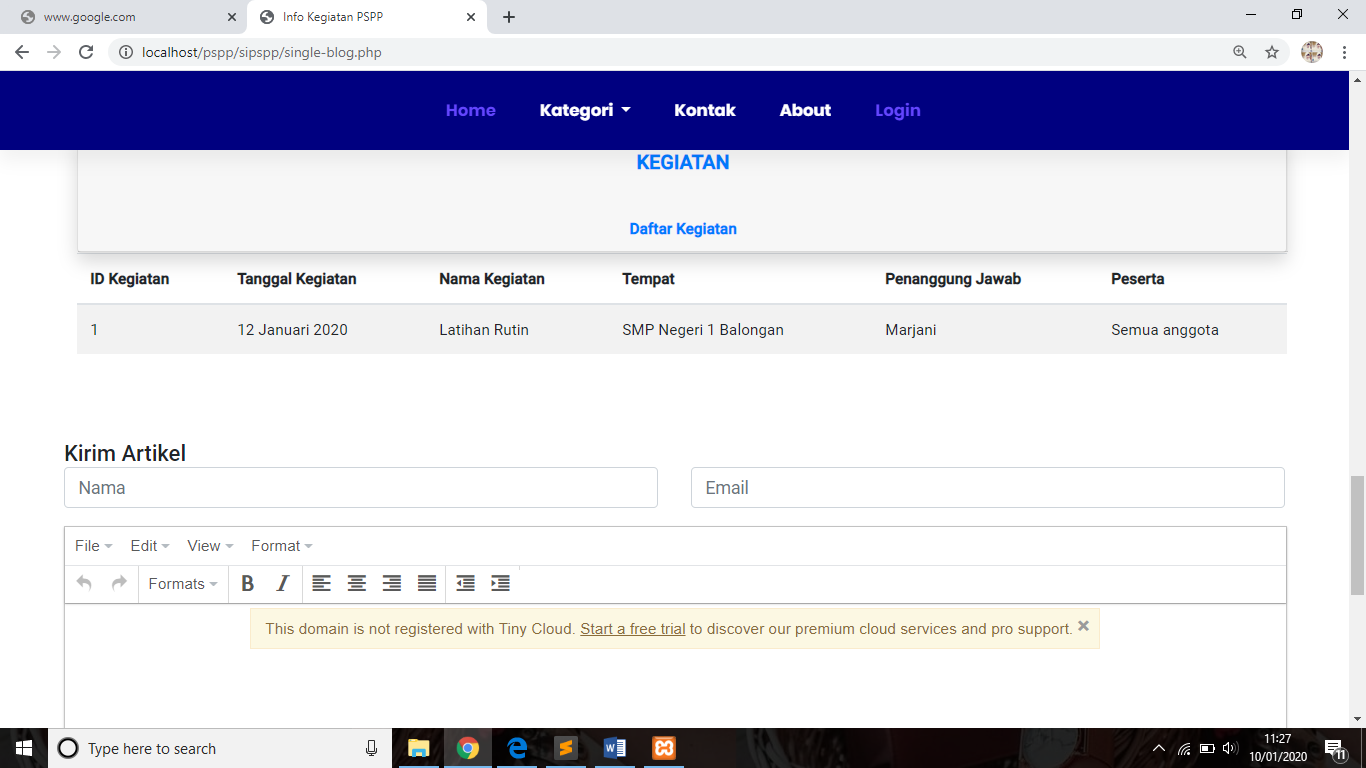 www.google.com
Info Kegiatan PSPP
localhost/pspp/sipspp/single-blog.php
Home Kategori Kontak About Login
KEGIATAN
Daftar Kegiatan
ID Kegiatan Tanggal Kegiatan Nama Kegiatan Tempat Penanggung Jawab Peserta
1 12 Januari 2020 Latihan Rutin SMP Negeri 1 Balongan Marjani Semua anggota
Kirim Artikel
Nama Email
File Edit View Format
Formats B I
This domain is not registered with Tiny Cloud. Start a free trial to discover our premium cloud services and pro support.
Type here to search
11:27
10/01/2020
11